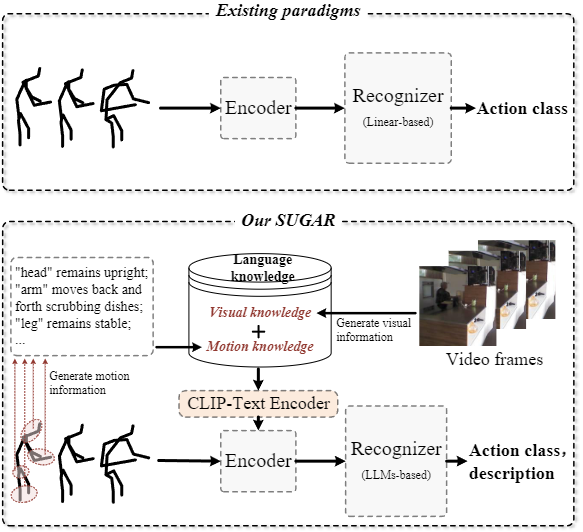 Existing paradigms
Encoder
Recognizer
(Linear-based)
Action class
Our SUGAR
"head" remains upright;
"arm" moves back and
forth scrubbing dishes;
"leg" remains stable;
...
Language
knowledge
Visual knowledge
+
Motion knowledge
Generate visual
information
Video frames
Generate motion
information
CLIP-Text Encoder
Encoder
Recognizer
(LLMs-based)
Action class,
description